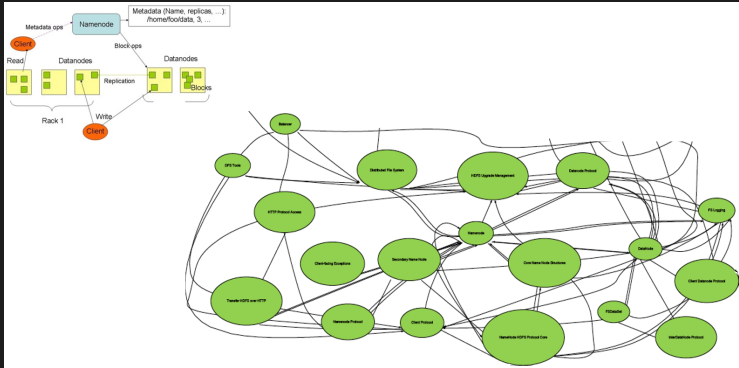 Metadata (Name, replicas, ...):
/home/foo/data, 3, ...
Metadata ops
Namenode
Client
Block ops
Read
Datanodes
Datanodes
Replication
Blocks
Rack 1
Write
Client
Balancer
DFS Tools
Distributed File System
HDFS Upgrade Management
Datanode Protocol
HTTP Protocol Access
FS Logging
Namenode
DataNode
Client-facing Exceptions
Secondary Name Node
Core Name Node Structures
Client Datanode Protocol
Transfer HDFS over HTTP
Namenode Protocol
Client Protocol
FSDataSet
NameNode HDFS Protocol Core
InterDatanode Protocol